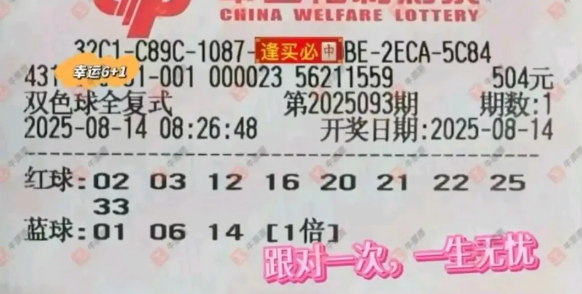 CHINA WELFARE LOTTERY
32C1-C89C-1087-逢买必中BE-2ECA-5C84
幸运6+1
431 1-001 000023 56211559 504元
双色球全复式 第2025093期 期数:1
2025-08-14 08:26:48 开奖日期:2025-08-14
红球:02 03 12 16 20 21 22 25
33
蓝球:01 06 14 [1倍]
跟对一次，一生无忧